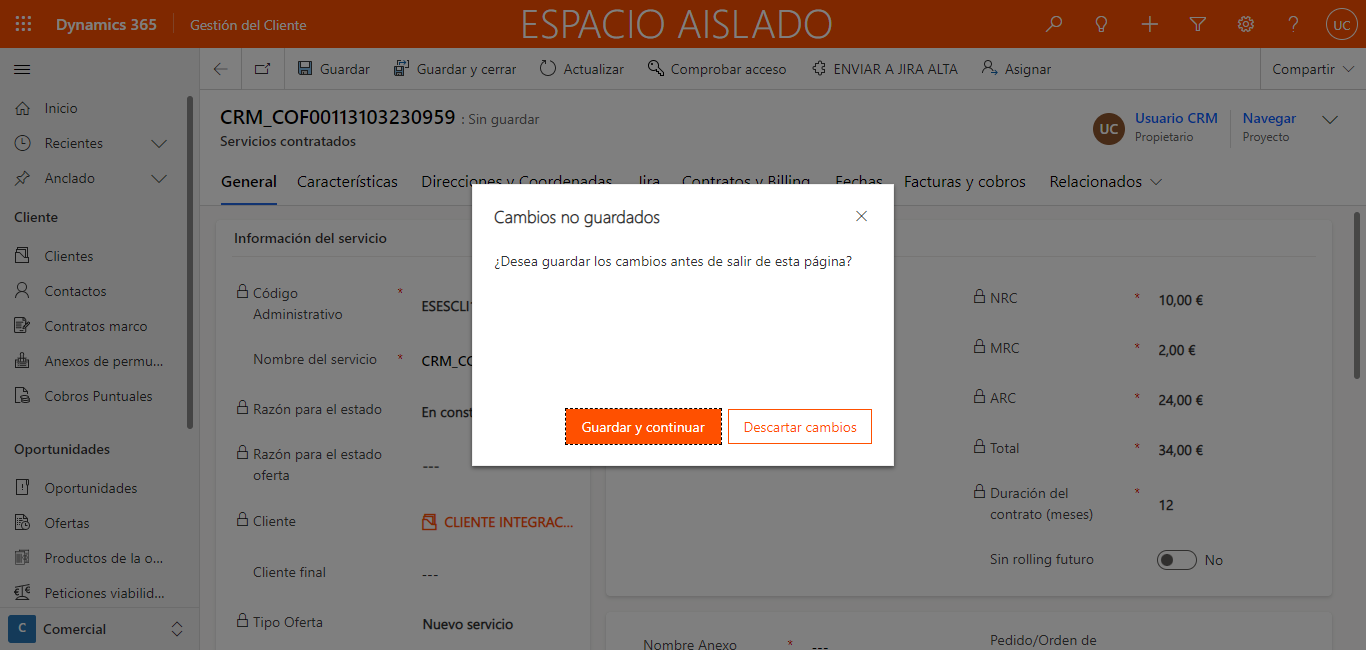 Dynamics 365
Gestión del Cliente
ESPACIO AISLADO
UC
Guardar
Guardar y cerrar
Actualizar
Comprobar acceso
ENVIAR A JIRA ALTA
Asignar
Compartir
Inicio
Recientes
Anclado
Cliente
Clientes
Contactos
Contratos marco
Anexos de permu...
Cobros Puntuales
Oportunidades
Oportunidades
Ofertas
Productos de la o...
Peticiones viabilid...
C
Comercial
CRM_COF00113103230959 : Sin guardar
Servicios contratados
UC
Usuario CRM
Propietario
Navegar
Proyecto
General
Características
Direcciones y Coordenadas
Jira
Contratos y Billing
Fechas
Facturas y cobros
Relacionados
Información del servicio
Código * ESESCLI
Administrativo
Nombre del servicio * CRM_CO
Razón para el estado En const
Razón para el estado ---
oferta
Cliente CLIENTE INTEGRAC...
Cliente final ---
Tipo Oferta Nuevo servicio
Cambios no guardados
¿Desea guardar los cambios antes de salir de esta página?
Guardar y continuar
Descartar cambios
NRC * 10,00 €
MRC * 2,00 €
ARC * 24,00 €
Total * 34,00 €
Duración del * 12
contrato (meses)
Sin rolling futuro No
Nombre Anexo * ---
Pedido/Orden de